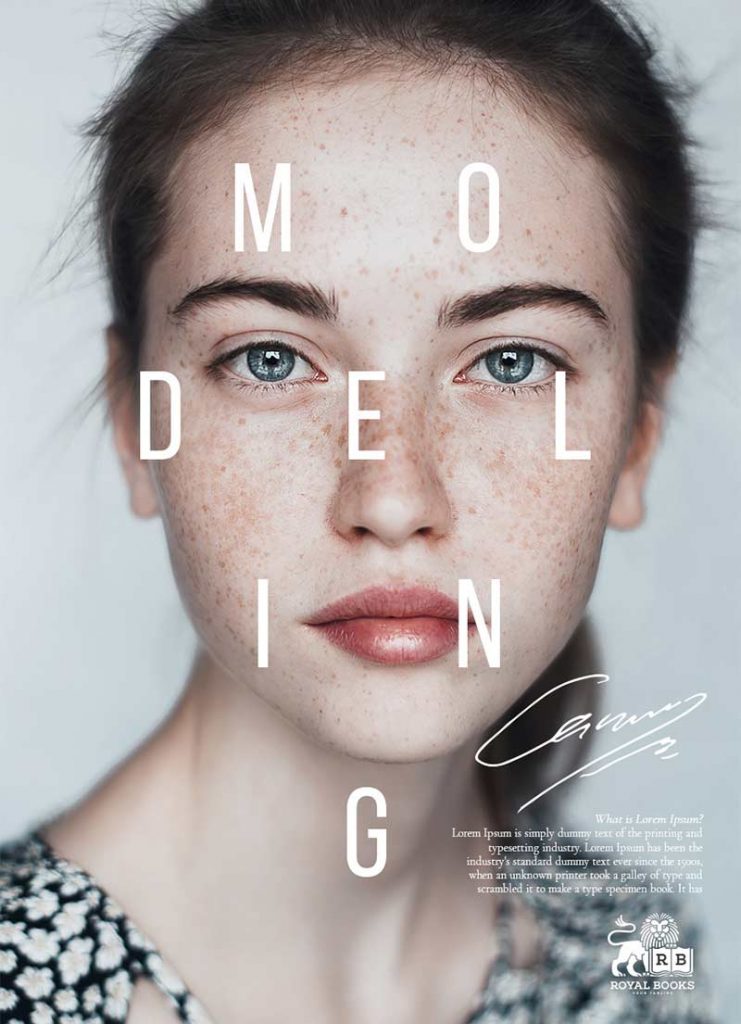 M O
D E L
I N
G
What is Lorem Ipsum?
Lorem Ipsum is simply dummy text of the printing and
typesetting industry. Lorem Ipsum has been the
industry's standard dummy text ever since the 1500s,
when an unknown printer took a galley of type and
scrambled it to make a type specimen book. It has
R B
ROYAL BOOKS